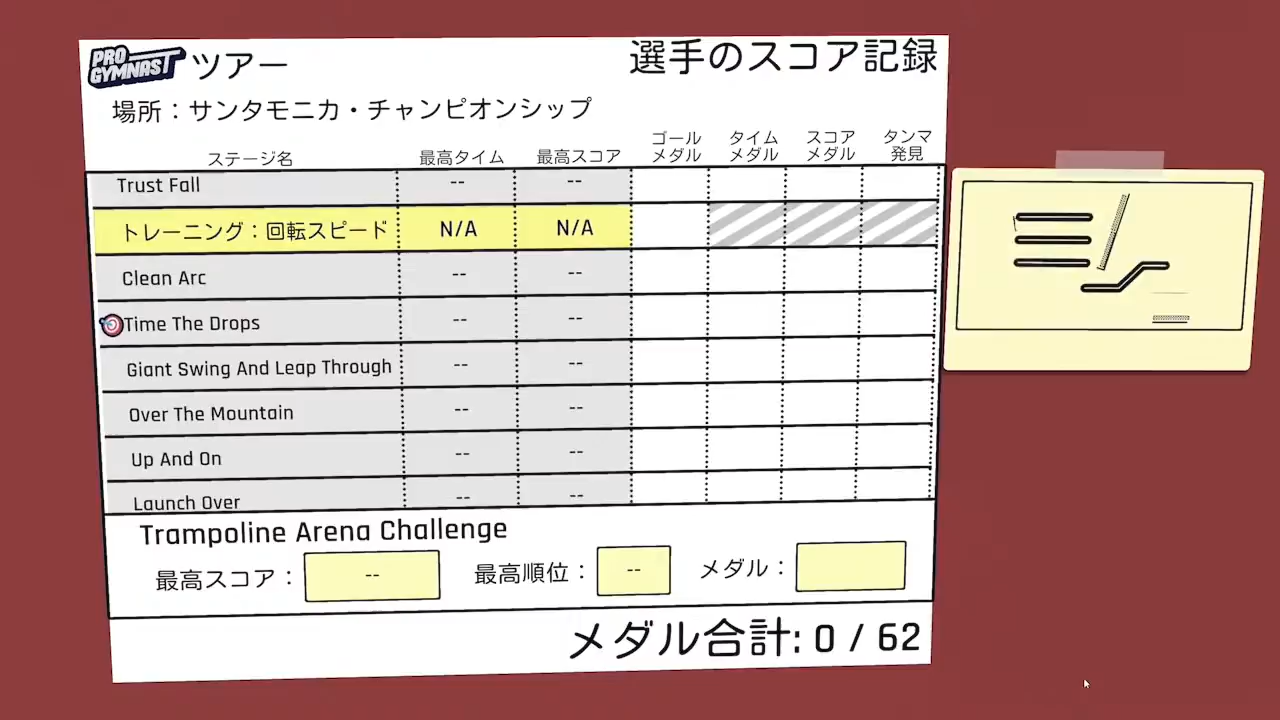 PRO GYMNAST ツアー
選手のスコア記録
場所：サンタモニカ・チャンピオンシップ
ステージ名 最高タイム 最高スコア ゴールメダル タイムメダル スコアメダル タンマ発見
Trust Fall -- --
トレーニング：回転スピード N/A N/A
Clean Arc -- --
Time The Drops -- --
Giant Swing And Leap Through -- --
Over The Mountain -- --
Up And On -- --
Launch Over -- --
Trampoline Arena Challenge
最高スコア： -- 最高順位： -- メダル：
メダル合計: 0 / 62